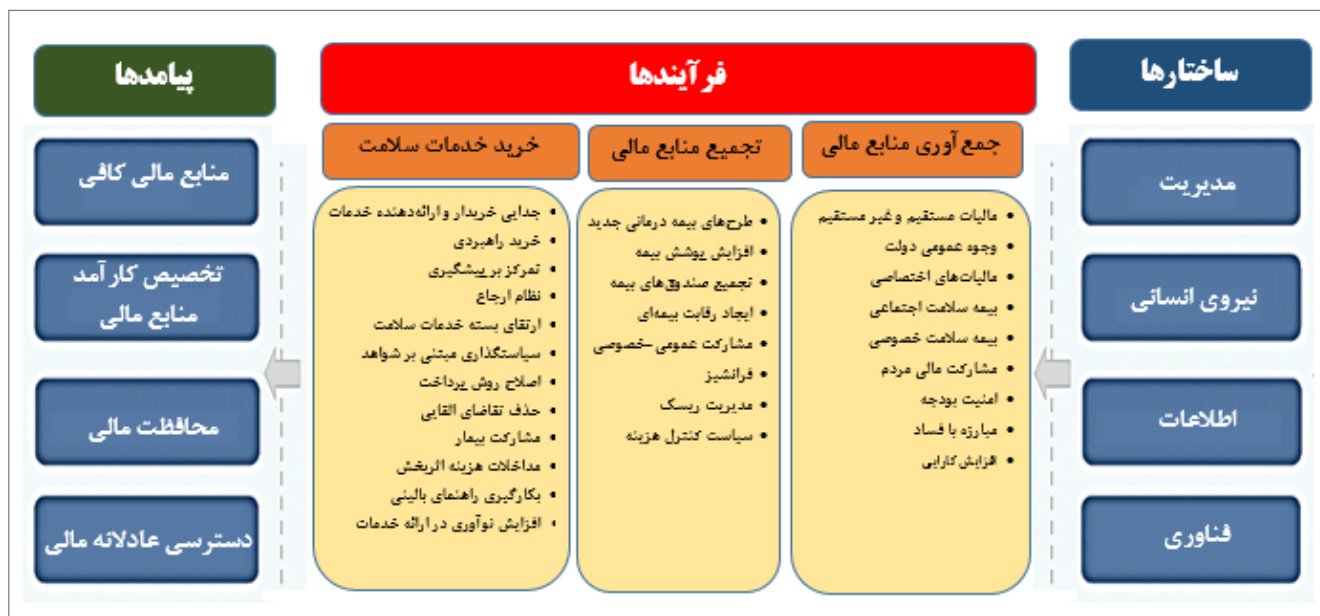 ساختارها
مدیریت
نیروی انسانی
اطلاعات
فناوری
فرآیندها
جمع آوری منابع مالی
• مالیات مستقیم و غیر مستقیم
• وجوه عمومی دولت
• مالیات‌های اختصاصی
• بیمه سلامت اجتماعی
• بیمه سلامت خصوصی
• مشارکت مالی مردم
• امنیت بودجه
• مبارزه با فساد
• افزایش کارایی
تجمیع منابع مالی
• طرح‌های بیمه درمانی جدید
• افزایش پوشش بیمه
• تجمیع صندوق‌های بیمه
• ایجاد رقابت بیمه‌ای
• مشارکت عمومی-خصوصی
• فرانشیز
• مدیریت ریسک
• سیاست کنترل هزینه
خرید خدمات سلامت
• جدایی خریدار و ارائه‌دهنده خدمات
• خرید راهبردی
• تمرکز بر پیشگیری
• نظام ارجاع
• ارتقای بسته خدمات سلامت
• سیاستگذاری مبتنی بر شواهد
• اصلاح روش پرداخت
• حذف تقاضای القایی
• مشارکت بیمار
• مداخلات هزینه اثربخش
• بکارگیری راهنمای بالینی
• افزایش نوآوری در ارائه خدمات
پیامدها
منابع مالی کافی
تخصیص کارآمد
منابع مالی
محافظت مالی
دسترسی عادلانه مالی